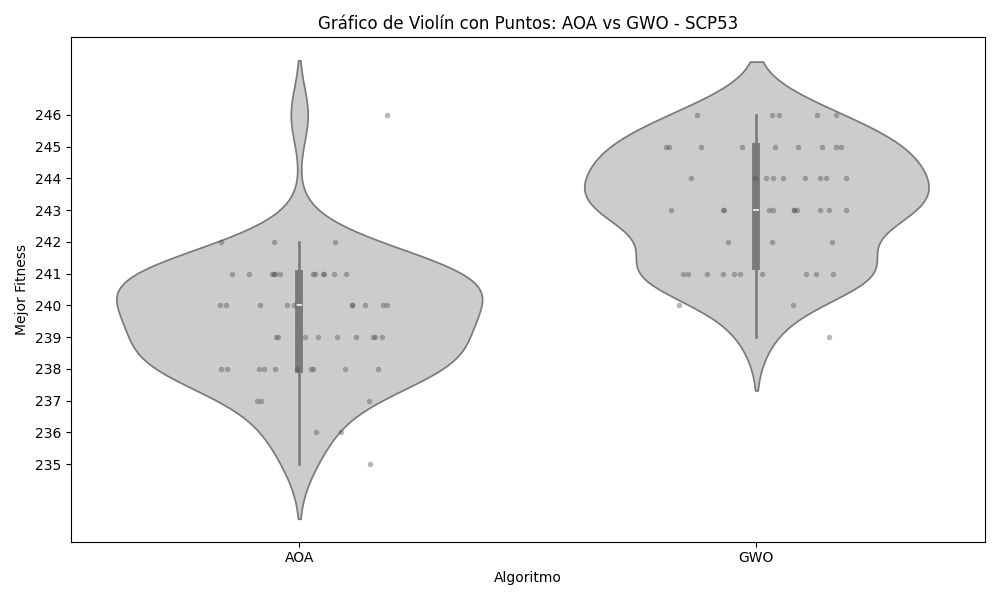 Gráfico de Violín con Puntos: AOA vs GWO - SCP53
Mejor Fitness
246
245
244
243
242
241
240
239
238
237
236
235
AOA
GWO
Algoritmo